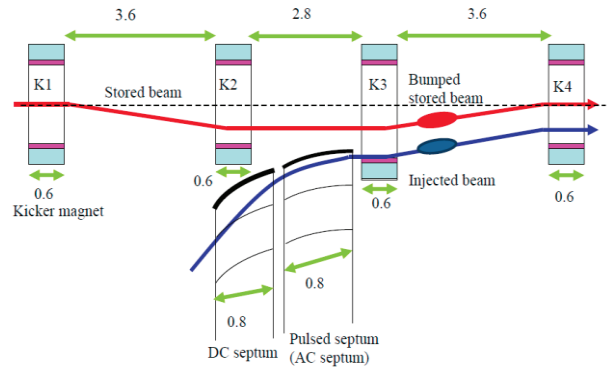 3.6 2.8 3.6
K1 K2 K3 K4
Stored beam
Bumped
stored beam
Injected beam
0.6 0.6 0.6 0.6
Kicker magnet
0.8 0.8
DC septum
Pulsed septum
(AC septum)